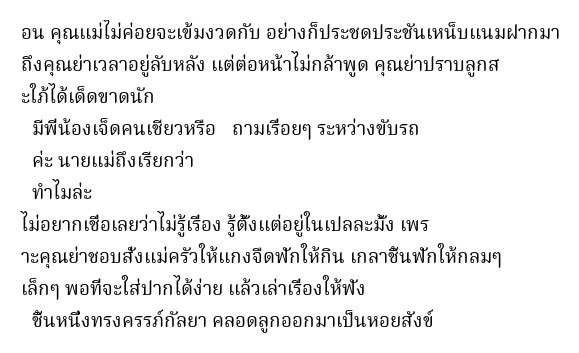 อน คุณแม่ไม่ค่อยจะเข้มงวดกับ อย่างก็ประชดประชันเหน็บแนมฝากมา
ถึงคุณย่าเวลาอยู่ลับหลัง แต่ต่อหน้าไม่กล้าพูด คุณย่าปราบลูกส
ะใภ้ได้เด็ดขาดนัก
มีพี่น้องเจ็ดคนเชียวหรือ ถามเรื่อยๆ ระหว่างขับรถ
ค่ะ นายแม่ถึงเรียกว่า
ทำไมล่ะ
ไม่อยากเชื่อเลยว่าไม่รู้เรื่อง รู้ตั้งแต่อยู่ในเปลละมั้ง เพร
าะคุณย่าชอบสั่งแม่ครัวให้แกงจืดฟักให้กิน เกลาชิ้นฟักให้กลมๆ
เล็กๆ พอที่จะใส่ปากได้ง่าย แล้วเล่าเรื่องให้ฟัง
ชิ้นหนึ่งทรงครรภ์กัลยา คลอดลูกออกมาเป็นหอยสังข์